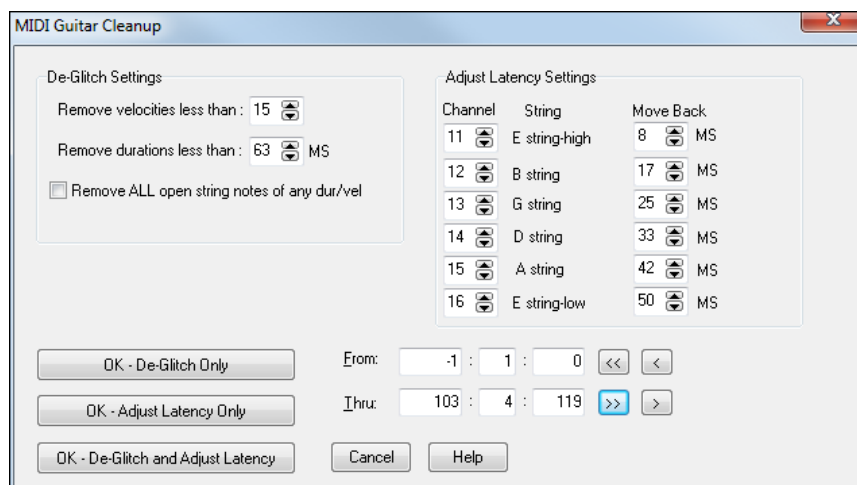 MIDI Guitar Cleanup
De-Glitch Settings
Remove velocities less than : 15
Remove durations less than : 63 MS
Remove ALL open string notes of any dur/vel
Adjust Latency Settings
Channel String Move Back
11 E string-high 8 MS
12 B string 17 MS
13 G string 25 MS
14 D string 33 MS
15 A string 42 MS
16 E string-low 50 MS
OK - De-Glitch Only
From: -1 : 1 : 0 << <
OK - Adjust Latency Only
Thru: 103 : 4 : 119 >> >
OK - De-Glitch and Adjust Latency
Cancel Help